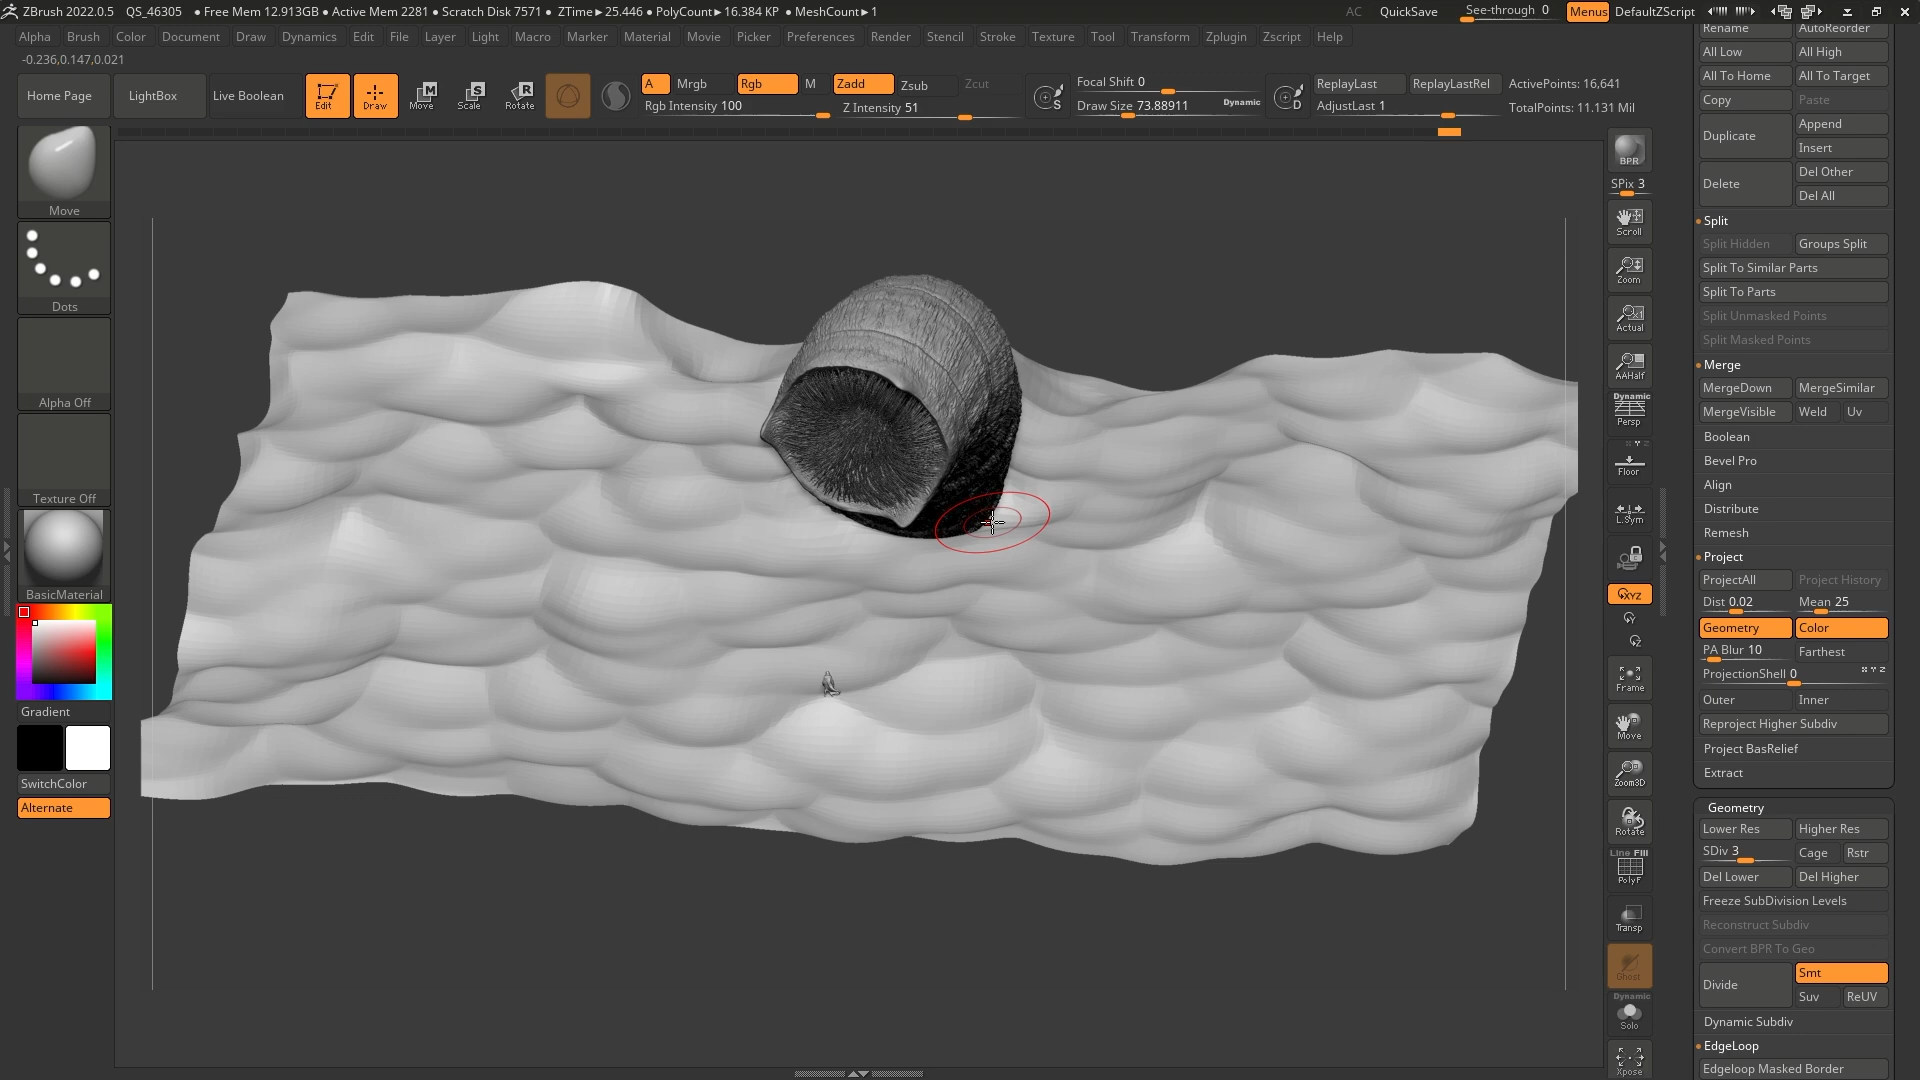 ZBrush 2022.0.5 QS_46305 ● Free Mem 12.913GB ● Active Mem 2281 ● Scratch Disk 7571 ● ZTime►25.446 ● PolyCount►16.384 KP ● MeshCount►1 AC QuickSave See-through 0 Menus DefaultZScript
Alpha Brush Color Document Draw Dynamics Edit File Layer Light Macro Marker Material Movie Picker Preferences Render Stencil Stroke Texture Tool Transform Zplugin Zscript Help
-0.236,0.147,0.021
Home Page LightBox Live Boolean Edit Draw Move Scale Rotate
A Mrgb Rgb M Zadd Zsub Zcut
Rgb Intensity 100 Z Intensity 51
Focal Shift 0
Draw Size 73.88911 Dynamic
ReplayLast ReplayLastRel ActivePoints: 16,641
AdjustLast 1 TotalPoints: 11.131 Mil
Move
Dots
Alpha Off
Texture Off
BasicMaterial
Gradient
SwitchColor
Alternate
BPR
SPix 3
Scroll
Zoom
Actual
AAHalf
Dynamic
Persp
Floor
L.Sym
XYZ
Frame
Move
Zoom3D
Rotate
Line Fill
PolyF
Transp
Ghost
Dynamic
Solo
Xpose
Rename AutoReorder
All Low All High
All To Home All To Target
Copy Paste
Duplicate Append
Insert
Delete Del Other
Del All
Split
Split Hidden Groups Split
Split To Similar Parts
Split To Parts
Split Unmasked Points
Split Masked Points
Merge
MergeDown MergeSimilar
MergeVisible Weld Uv
Boolean
Bevel Pro
Align
Distribute
Remesh
Project
ProjectAll Project History
Dist 0.02 Mean 25
Geometry Color
PA Blur 10 Farthest
ProjectionShell 0
Outer Inner
Reproject Higher Subdiv
Project BasRelief
Extract
Geometry
Lower Res Higher Res
SDiv 3 Cage Rstr
Del Lower Del Higher
Freeze SubDivision Levels
Reconstruct Subdiv
Convert BPR To Geo
Divide Smt
Suv ReUV
Dynamic Subdiv
EdgeLoop
Edgeloop Masked Border